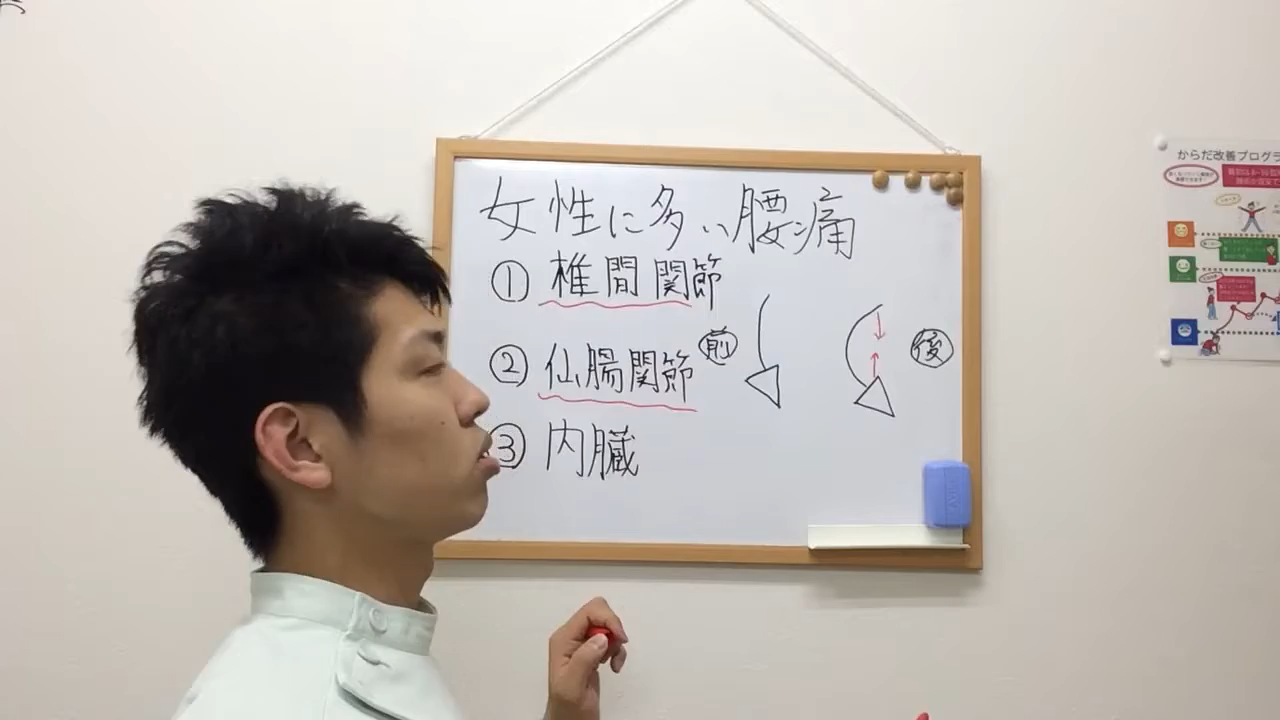 女性に多い腰痛
① 椎間関節
② 仙腸関節
③ 内臓
前
後
からだ改善プログラ